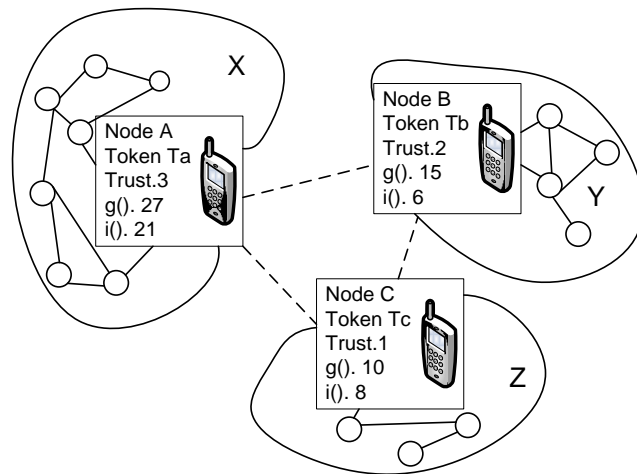 X
Node A
Token Ta
Trust.3
g(). 27
i(). 21
Node B
Token Tb
Trust.2
g(). 15
i(). 6
Y
Node C
Token Tc
Trust.1
g(). 10
i(). 8
Z